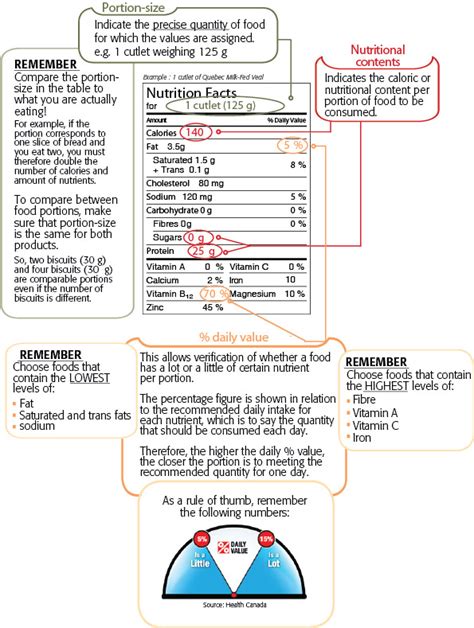 Portion-size
Indicate the precise quantity of food
for which the values are assigned.
e.g. 1 cutlet weighing 125 g
REMEMBER
Compare the portion-
size in the table to
what you are actually
eating!
For example, if the
portion corresponds to
one slice of bread and
you eat two, you must
therefore double the
number of calories and
amount of nutrients.
To compare between
food portions, make
sure that portion-size
is the same for both
products.
So, two biscuits (30 g)
and four biscuits (30 g)
are comparable portions
even if the number of
biscuits is different.
Nutritional
contents
Indicates the caloric or
nutritional content per
portion of food to be
consumed.
Example : 1 cutlet of Quebec Milk-Fed Veal
Nutrition Facts
for 1 cutlet (125 g)
Amount % Daily Value
Calories 140
Fat 3.5g 5 %
Saturated 1.5 g
+ Trans 0.1 g 8 %
Cholesterol 80 mg
Sodium 120 mg 5 %
Carbohydrate 0 g 0 %
Fibres 0g 0 %
Sugars 0 g
Protein 25 g
Vitamin A 0 % Vitamin C 0 %
Calcium 2 % Iron 10
Vitamin B12 70 % Magnesium 10 %
Zinc 45 %
% daily value
This allows verification of whether a food
has a lot or a little of certain nutrient
per portion.
The percentage figure is shown in relation
to the recommended daily intake for
each nutrient, which is to say the quantity
that should be consumed each day.
Therefore, the higher the daily % value,
the closer the portion is to meeting the
recommended quantity for one day.
REMEMBER
Choose foods that
contain the LOWEST
levels of:
• Fat
• Saturated and trans fats
• sodium
REMEMBER
Choose foods that contain
the HIGHEST levels of:
• Fibre
• Vitamin A
• Vitamin C
• Iron
As a rule of thumb, remember
the following numbers:
5%
Is a
Little
% DAILY
VALUE
15%
Is a
Lot
Source: Health Canada